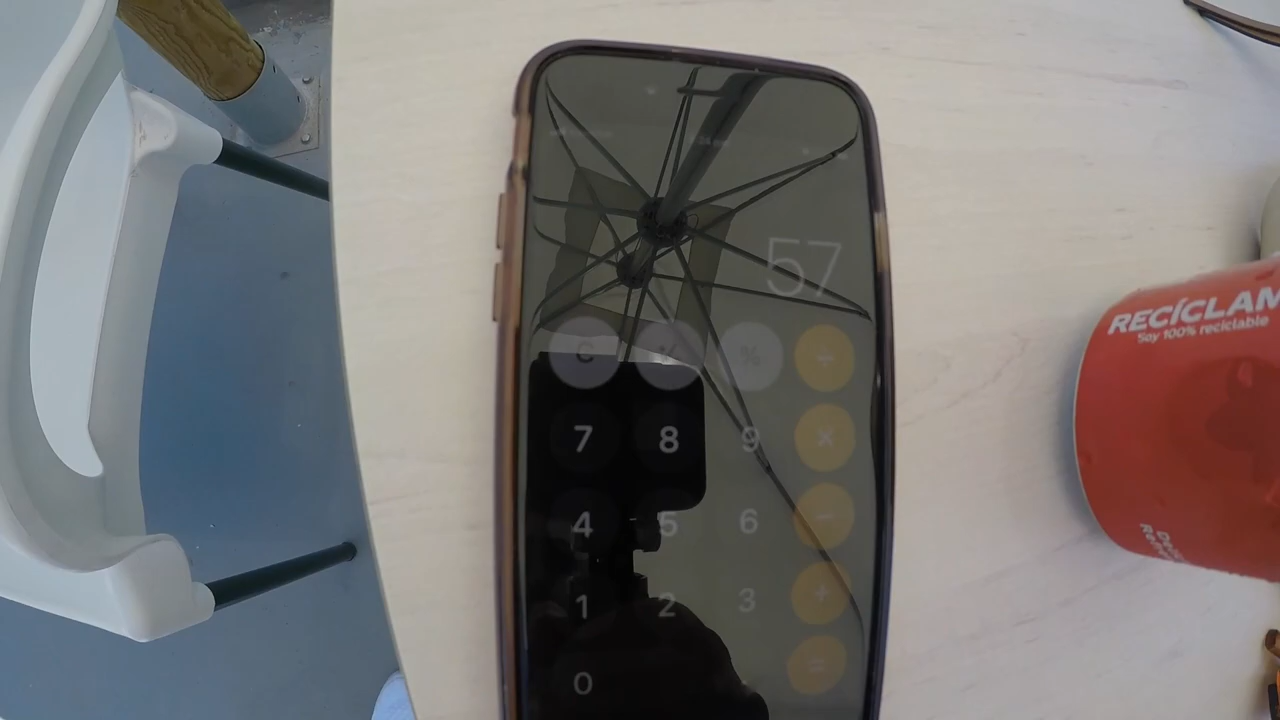 57
C % ÷
7 8 9 ×
4 5 6 −
1 2 3 +
0 =
RECÍCLAM
Soy 100% reciclable